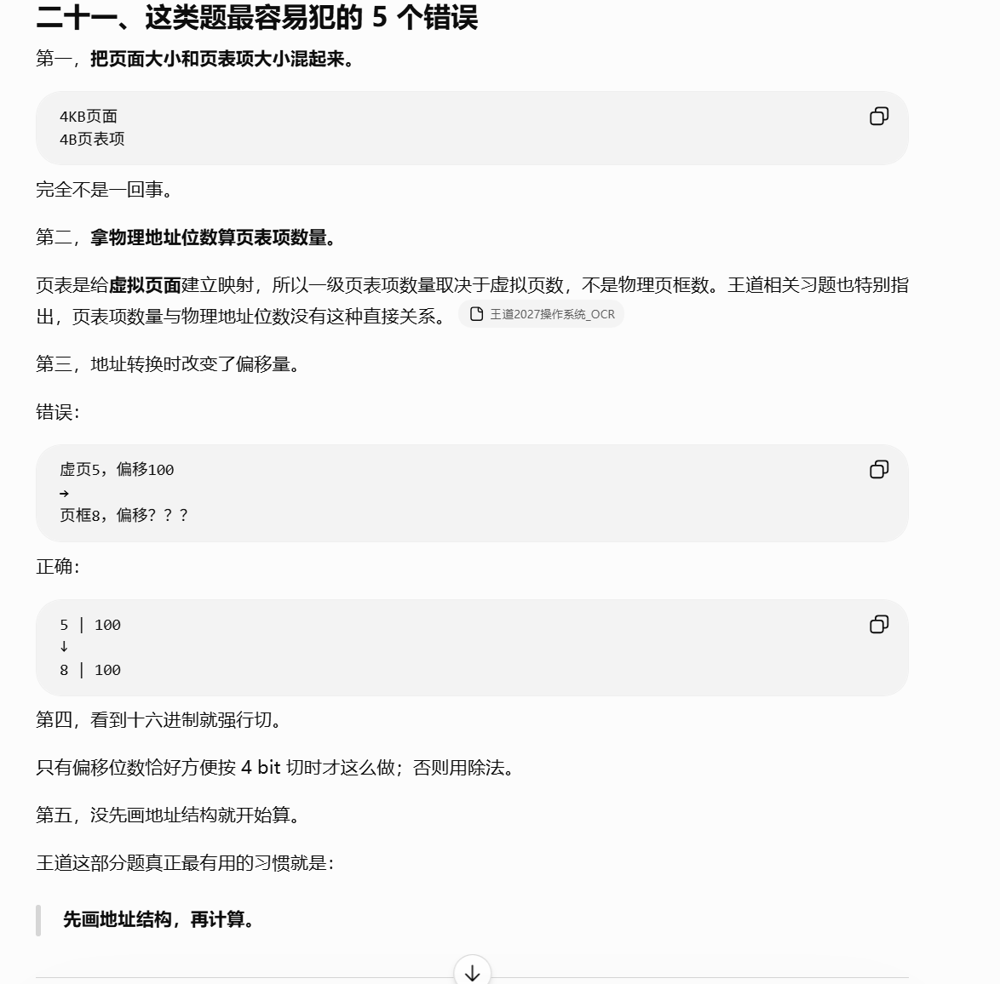 二十一、这类题最容易犯的 5 个错误
第一，把页面大小和页表项大小混起来。
4KB页面
4B页表项
完全不是一回事。
第二，拿物理地址位数算页表项数量。
页表是给虚拟页面建立映射，所以一级页表项数量取决于虚拟页数，不是物理页框数。王道相关习题也特别指
出，页表项数量与物理地址位数没有这种直接关系。 王道2027操作系统_OCR
第三，地址转换时改变了偏移量。
错误：
虚页5，偏移100
→
页框8，偏移？？？
正确：
5 | 100
↓
8 | 100
第四，看到十六进制就强行切。
只有偏移位数恰好方便按 4 bit 切时才这么做；否则用除法。
第五，没先画地址结构就开始算。
王道这部分题真正最有用的习惯就是：
先画地址结构，再计算。